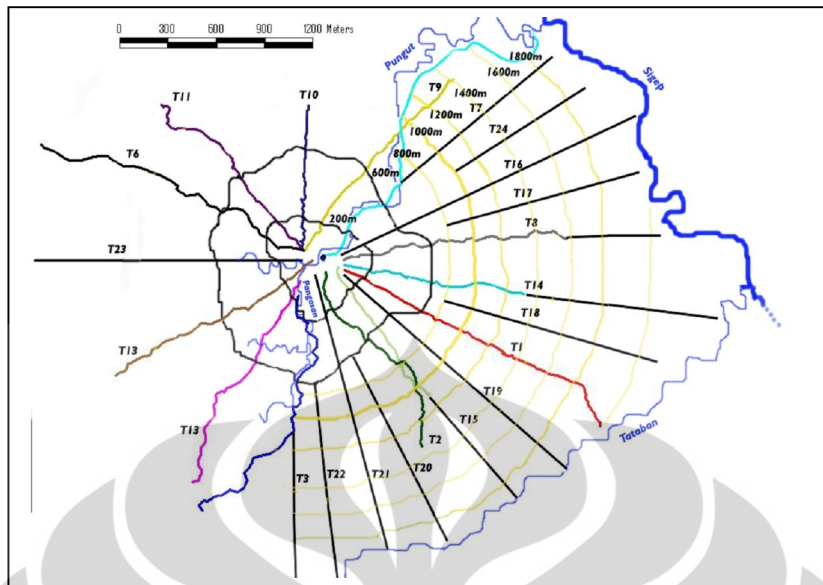 0 300 600 900 1200 Meters
Pungut
1800m
1600m
Sigep
T9
1400m
T7
T11
T10
1200m
T24
1000m
T6
800m
T16
600m
T17
200m
T8
T23
Pangasan
T14
T18
T13
T1
T19
T13
T2
T15
Tataban
T3
T22
T21
T20